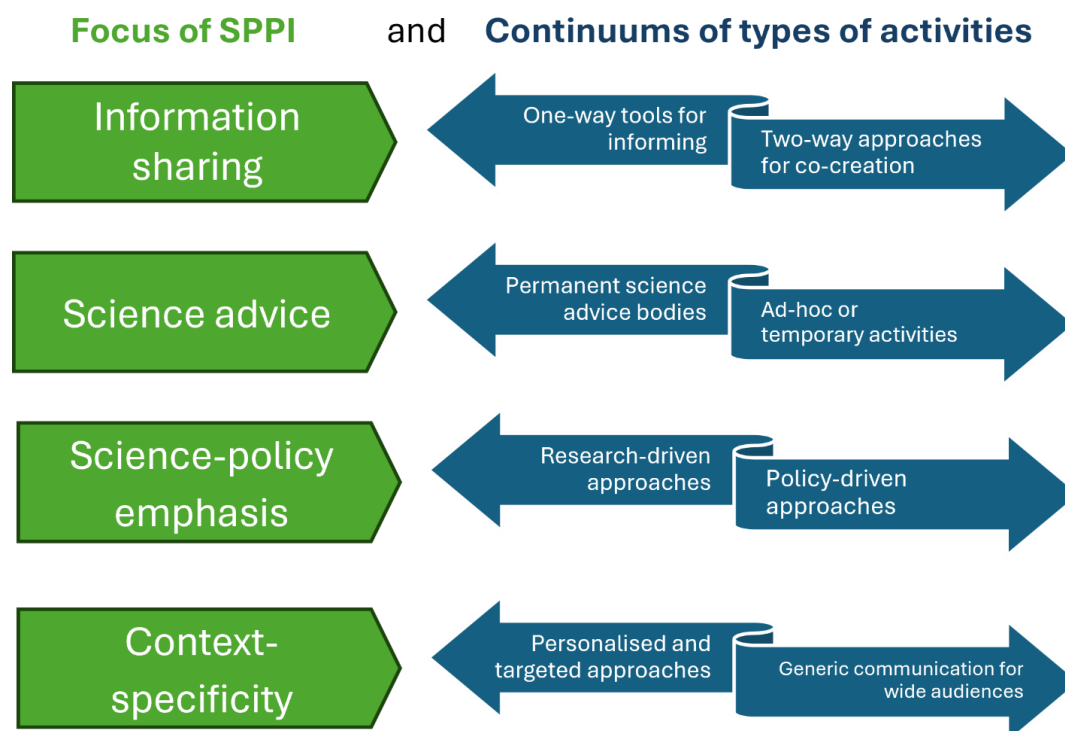 Focus of SPPI and Continuums of types of activities
Information
sharing
One-way tools for
informing
Two-way approaches
for co-creation
Science advice
Permanent science
advice bodies
Ad-hoc or
temporary activities
Science-policy
emphasis
Research-driven
approaches
Policy-driven
approaches
Context-
specificity
Personalised and
targeted approaches
Generic communication for
wide audiences